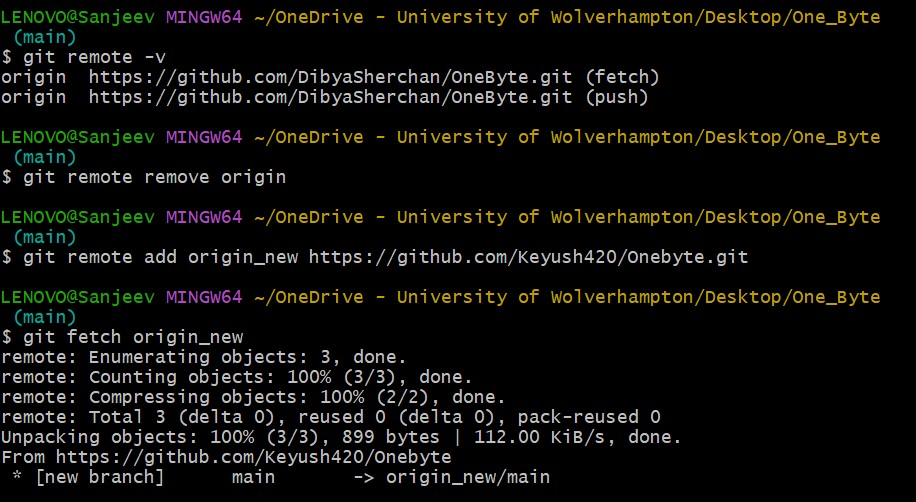 LENOVO@Sanjeev MINGW64 ~/OneDrive - University of Wolverhampton/Desktop/One_Byte
(main)
$ git remote -v
origin  https://github.com/DibyaSherchan/OneByte.git (fetch)
origin  https://github.com/DibyaSherchan/OneByte.git (push)
LENOVO@Sanjeev MINGW64 ~/OneDrive - University of Wolverhampton/Desktop/One_Byte
(main)
$ git remote remove origin
LENOVO@Sanjeev MINGW64 ~/OneDrive - University of Wolverhampton/Desktop/One_Byte
(main)
$ git remote add origin_new https://github.com/Keyush420/Onebyte.git
LENOVO@Sanjeev MINGW64 ~/OneDrive - University of Wolverhampton/Desktop/One_Byte
(main)
$ git fetch origin_new
remote: Enumerating objects: 3, done.
remote: Counting objects: 100% (3/3), done.
remote: Compressing objects: 100% (2/2), done.
remote: Total 3 (delta 0), reused 0 (delta 0), pack-reused 0
Unpacking objects: 100% (3/3), 899 bytes | 112.00 KiB/s, done.
From https://github.com/Keyush420/Onebyte
 * [new branch]      main       -> origin_new/main